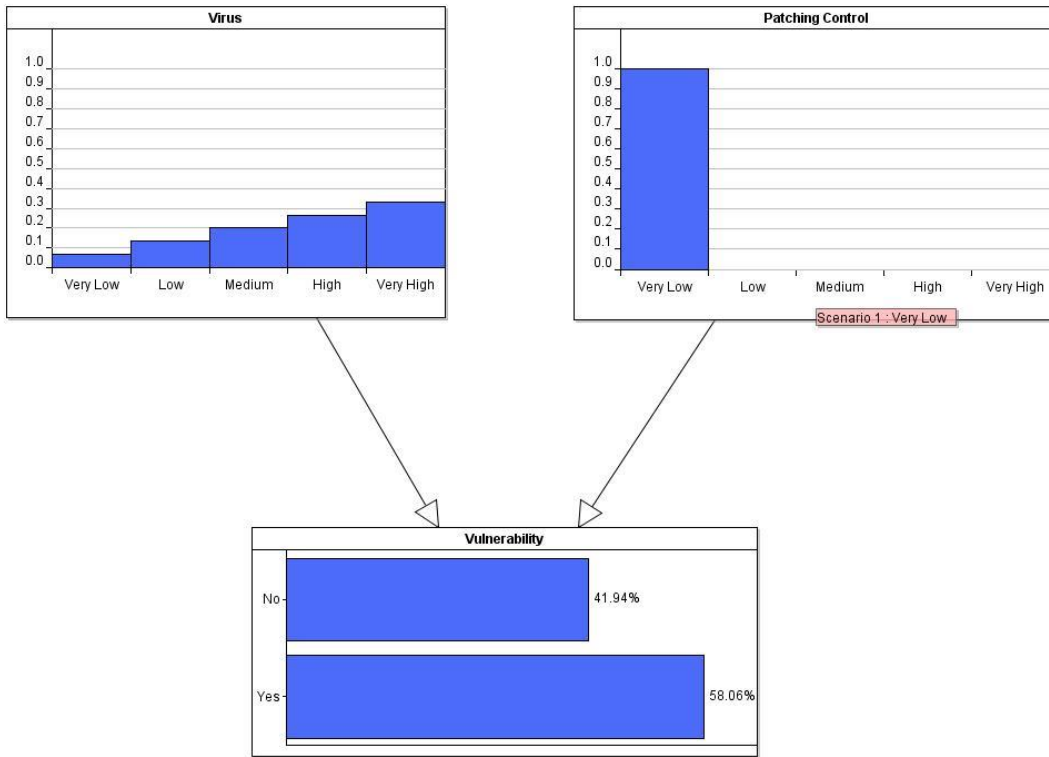 Virus
1.0
0.9
0.8
0.7
0.6
0.5
0.4
0.3
0.2
0.1
0.0
Very Low Low Medium High Very High
Patching Control
1.0
0.9
0.8
0.7
0.6
0.5
0.4
0.3
0.2
0.1
0.0
Very Low Low Medium High Very High
Scenario 1 : Very Low
Vulnerability
No 41.94%
Yes 58.06%